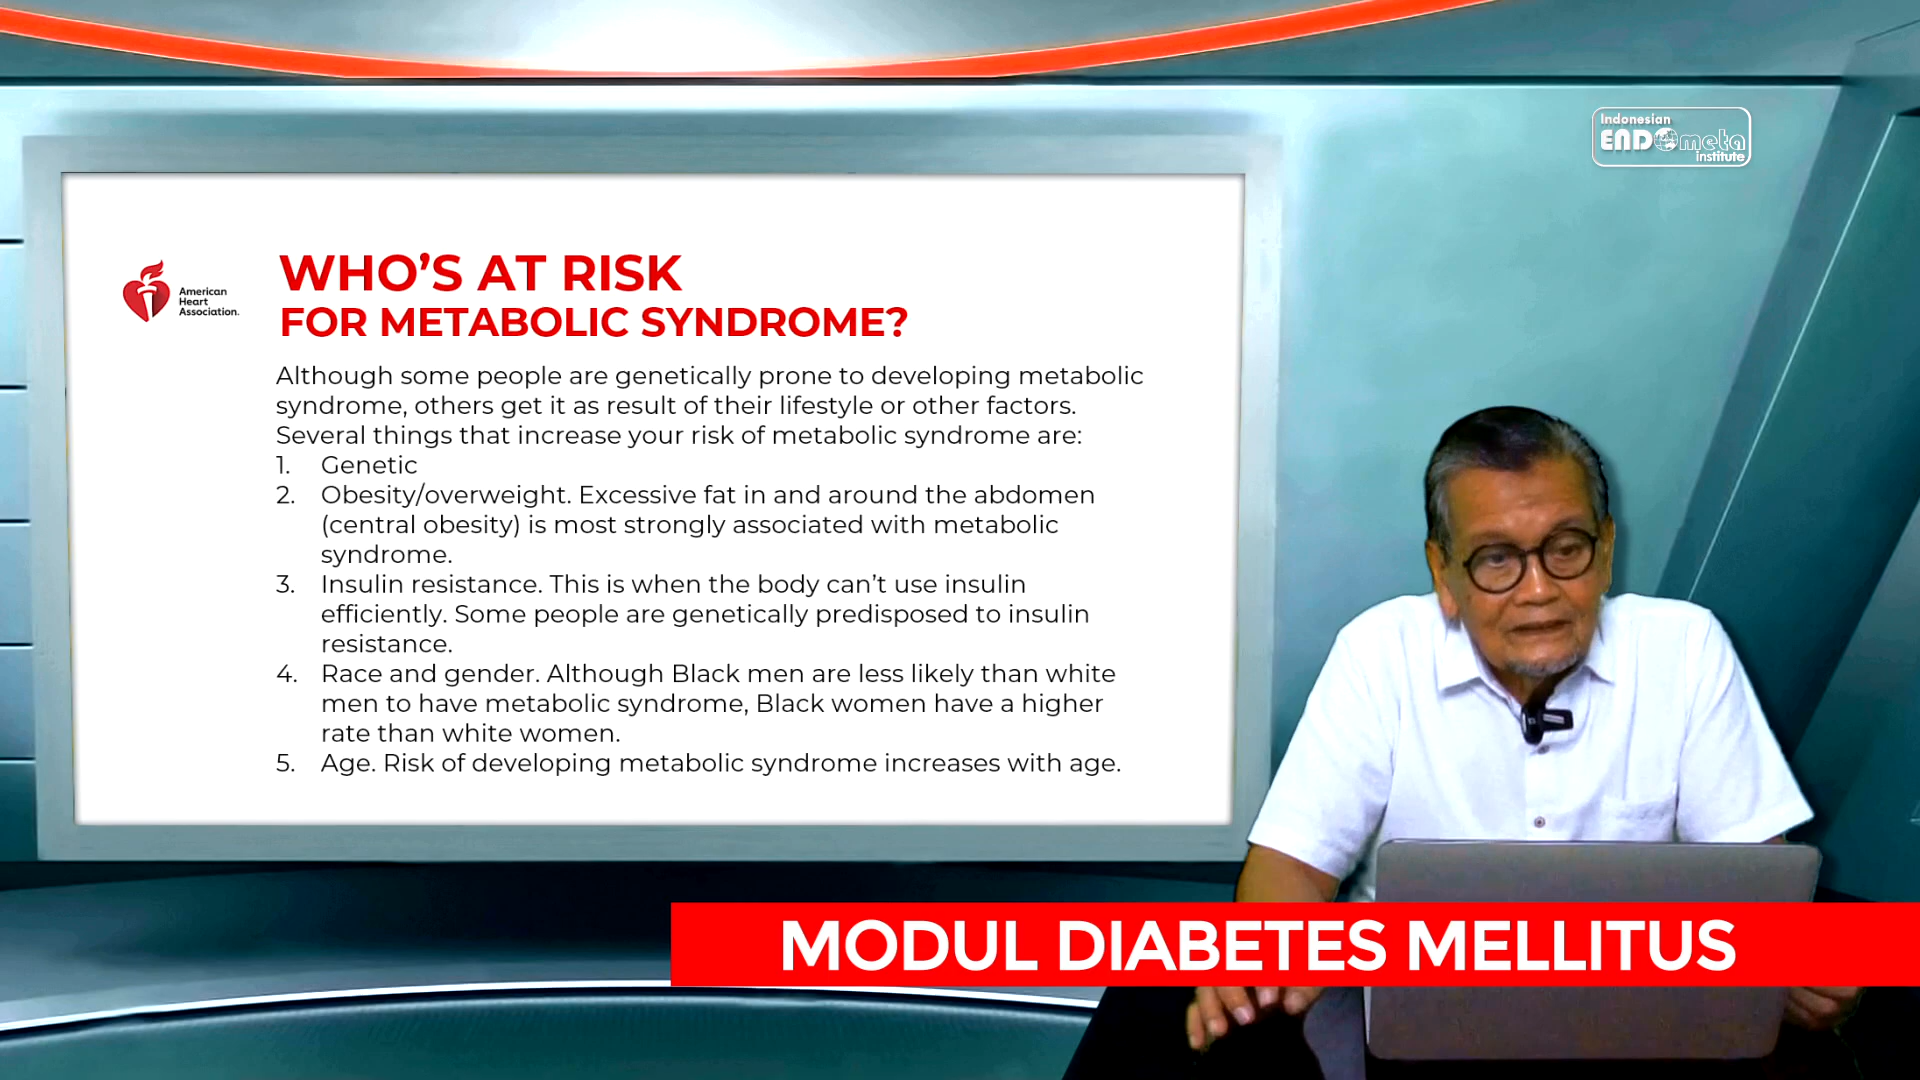 Indonesian
END meta
institute
American
Heart
Association.
WHO'S AT RISK
FOR METABOLIC SYNDROME?
Although some people are genetically prone to developing metabolic
syndrome, others get it as result of their lifestyle or other factors.
Several things that increase your risk of metabolic syndrome are:
1. Genetic
2. Obesity/overweight. Excessive fat in and around the abdomen
(central obesity) is most strongly associated with metabolic
syndrome.
3. Insulin resistance. This is when the body can't use insulin
efficiently. Some people are genetically predisposed to insulin
resistance.
4. Race and gender. Although Black men are less likely than white
men to have metabolic syndrome, Black women have a higher
rate than white women.
5. Age. Risk of developing metabolic syndrome increases with age.
MODUL DIABETES MELLITUS